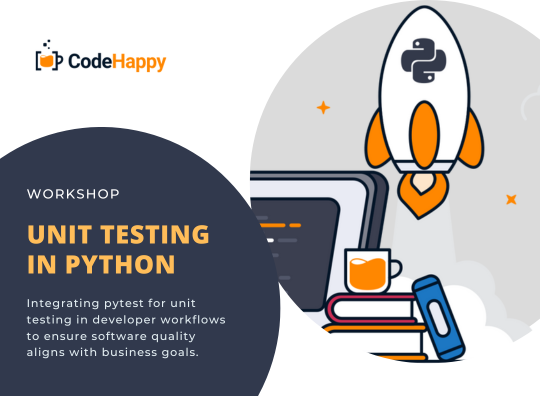 CodeHappy
WORKSHOP
UNIT TESTING
IN PYTHON
Integrating pytest for unit
testing in developer workflows
to ensure software quality
aligns with business goals.